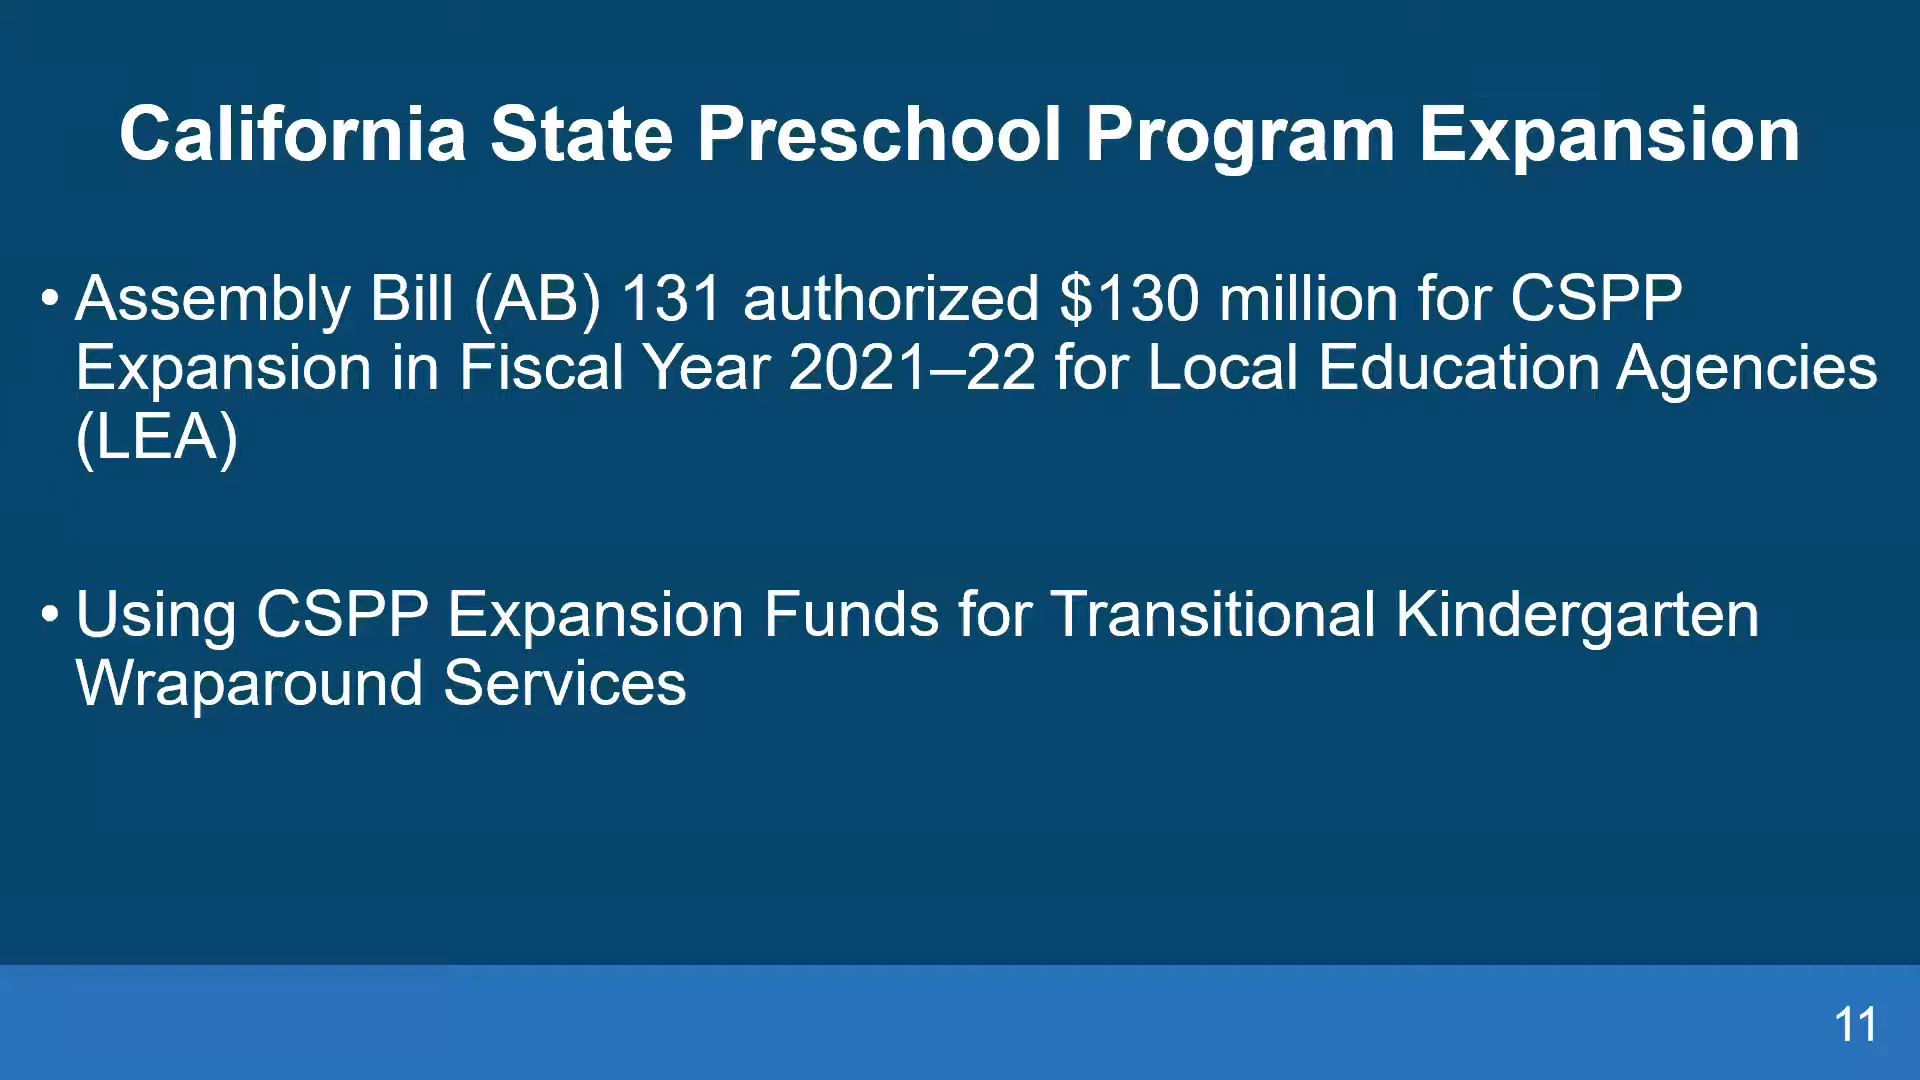 California State Preschool Program Expansion
• Assembly Bill (AB) 131 authorized $130 million for CSPP
Expansion in Fiscal Year 2021–22 for Local Education Agencies
(LEA)
• Using CSPP Expansion Funds for Transitional Kindergarten
Wraparound Services
11